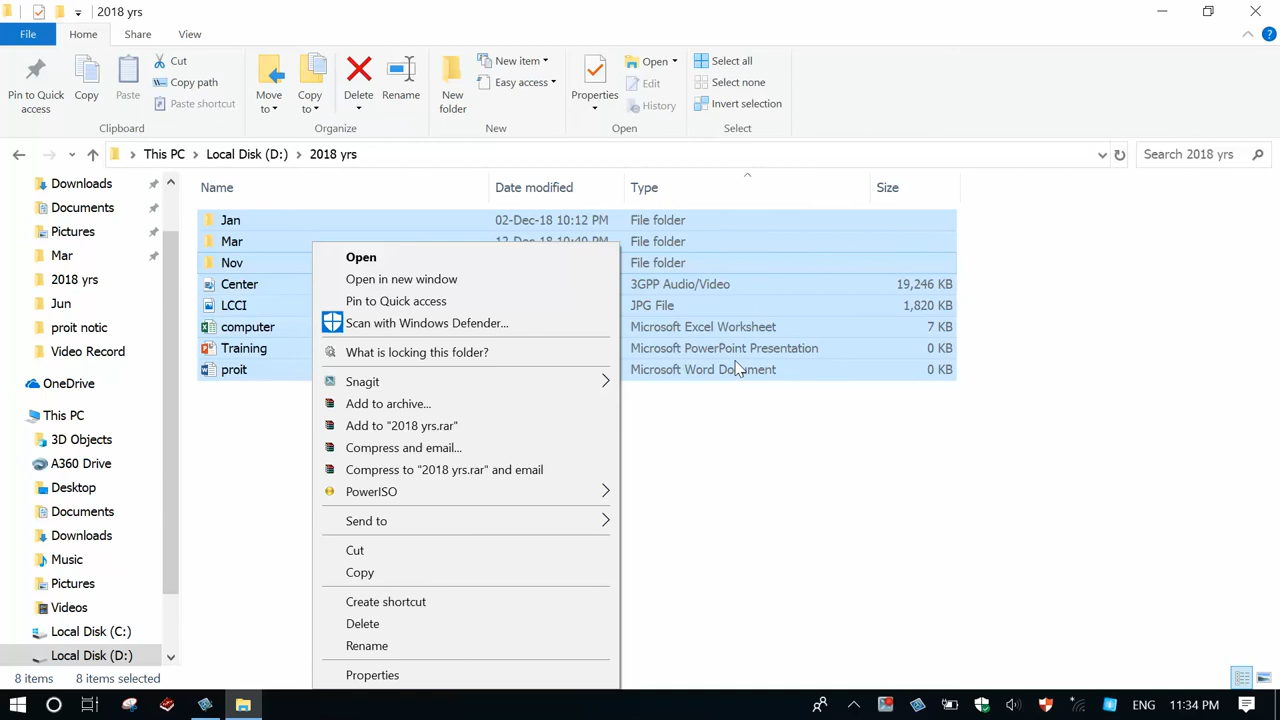 2018 yrs
File Home Share View
Pin to Quick access
Copy
Paste
Cut
Copy path
Paste shortcut
Clipboard
Move to
Copy to
Delete
Rename
Organize
New folder
New item
Easy access
New
Properties
Open
Edit
History
Open
Select all
Select none
Invert selection
Select
This PC Local Disk (D:) 2018 yrs
Search 2018 yrs
Downloads
Documents
Pictures
Mar
2018 yrs
Jun
proit notic
Video Record
OneDrive
This PC
3D Objects
A360 Drive
Desktop
Documents
Downloads
Music
Pictures
Videos
Local Disk (C:)
Local Disk (D:)
Name Date modified Type Size
Jan 02-Dec-18 10:12 PM File folder
Mar 12-Dec-18 10:40 PM File folder
Nov File folder
Center 3GPP Audio/Video 19,246 KB
LCCI JPG File 1,820 KB
computer Microsoft Excel Worksheet 7 KB
Training Microsoft PowerPoint Presentation 0 KB
proit Microsoft Word Document 0 KB
Open
Open in new window
Pin to Quick access
Scan with Windows Defender...
What is locking this folder?
Snagit
Add to archive...
Add to "2018 yrs.rar"
Compress and email...
Compress to "2018 yrs.rar" and email
PowerISO
Send to
Cut
Copy
Create shortcut
Delete
Rename
Properties
8 items 8 items selected
ENG 11:34 PM